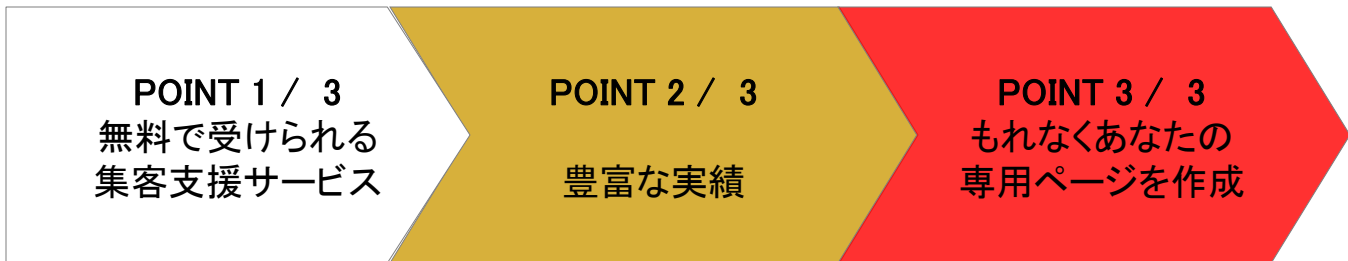 POINT 1 / 3
無料で受けられる
集客支援サービス
POINT 2 / 3
豊富な実績
POINT 3 / 3
もれなくあなたの
専用ページを作成